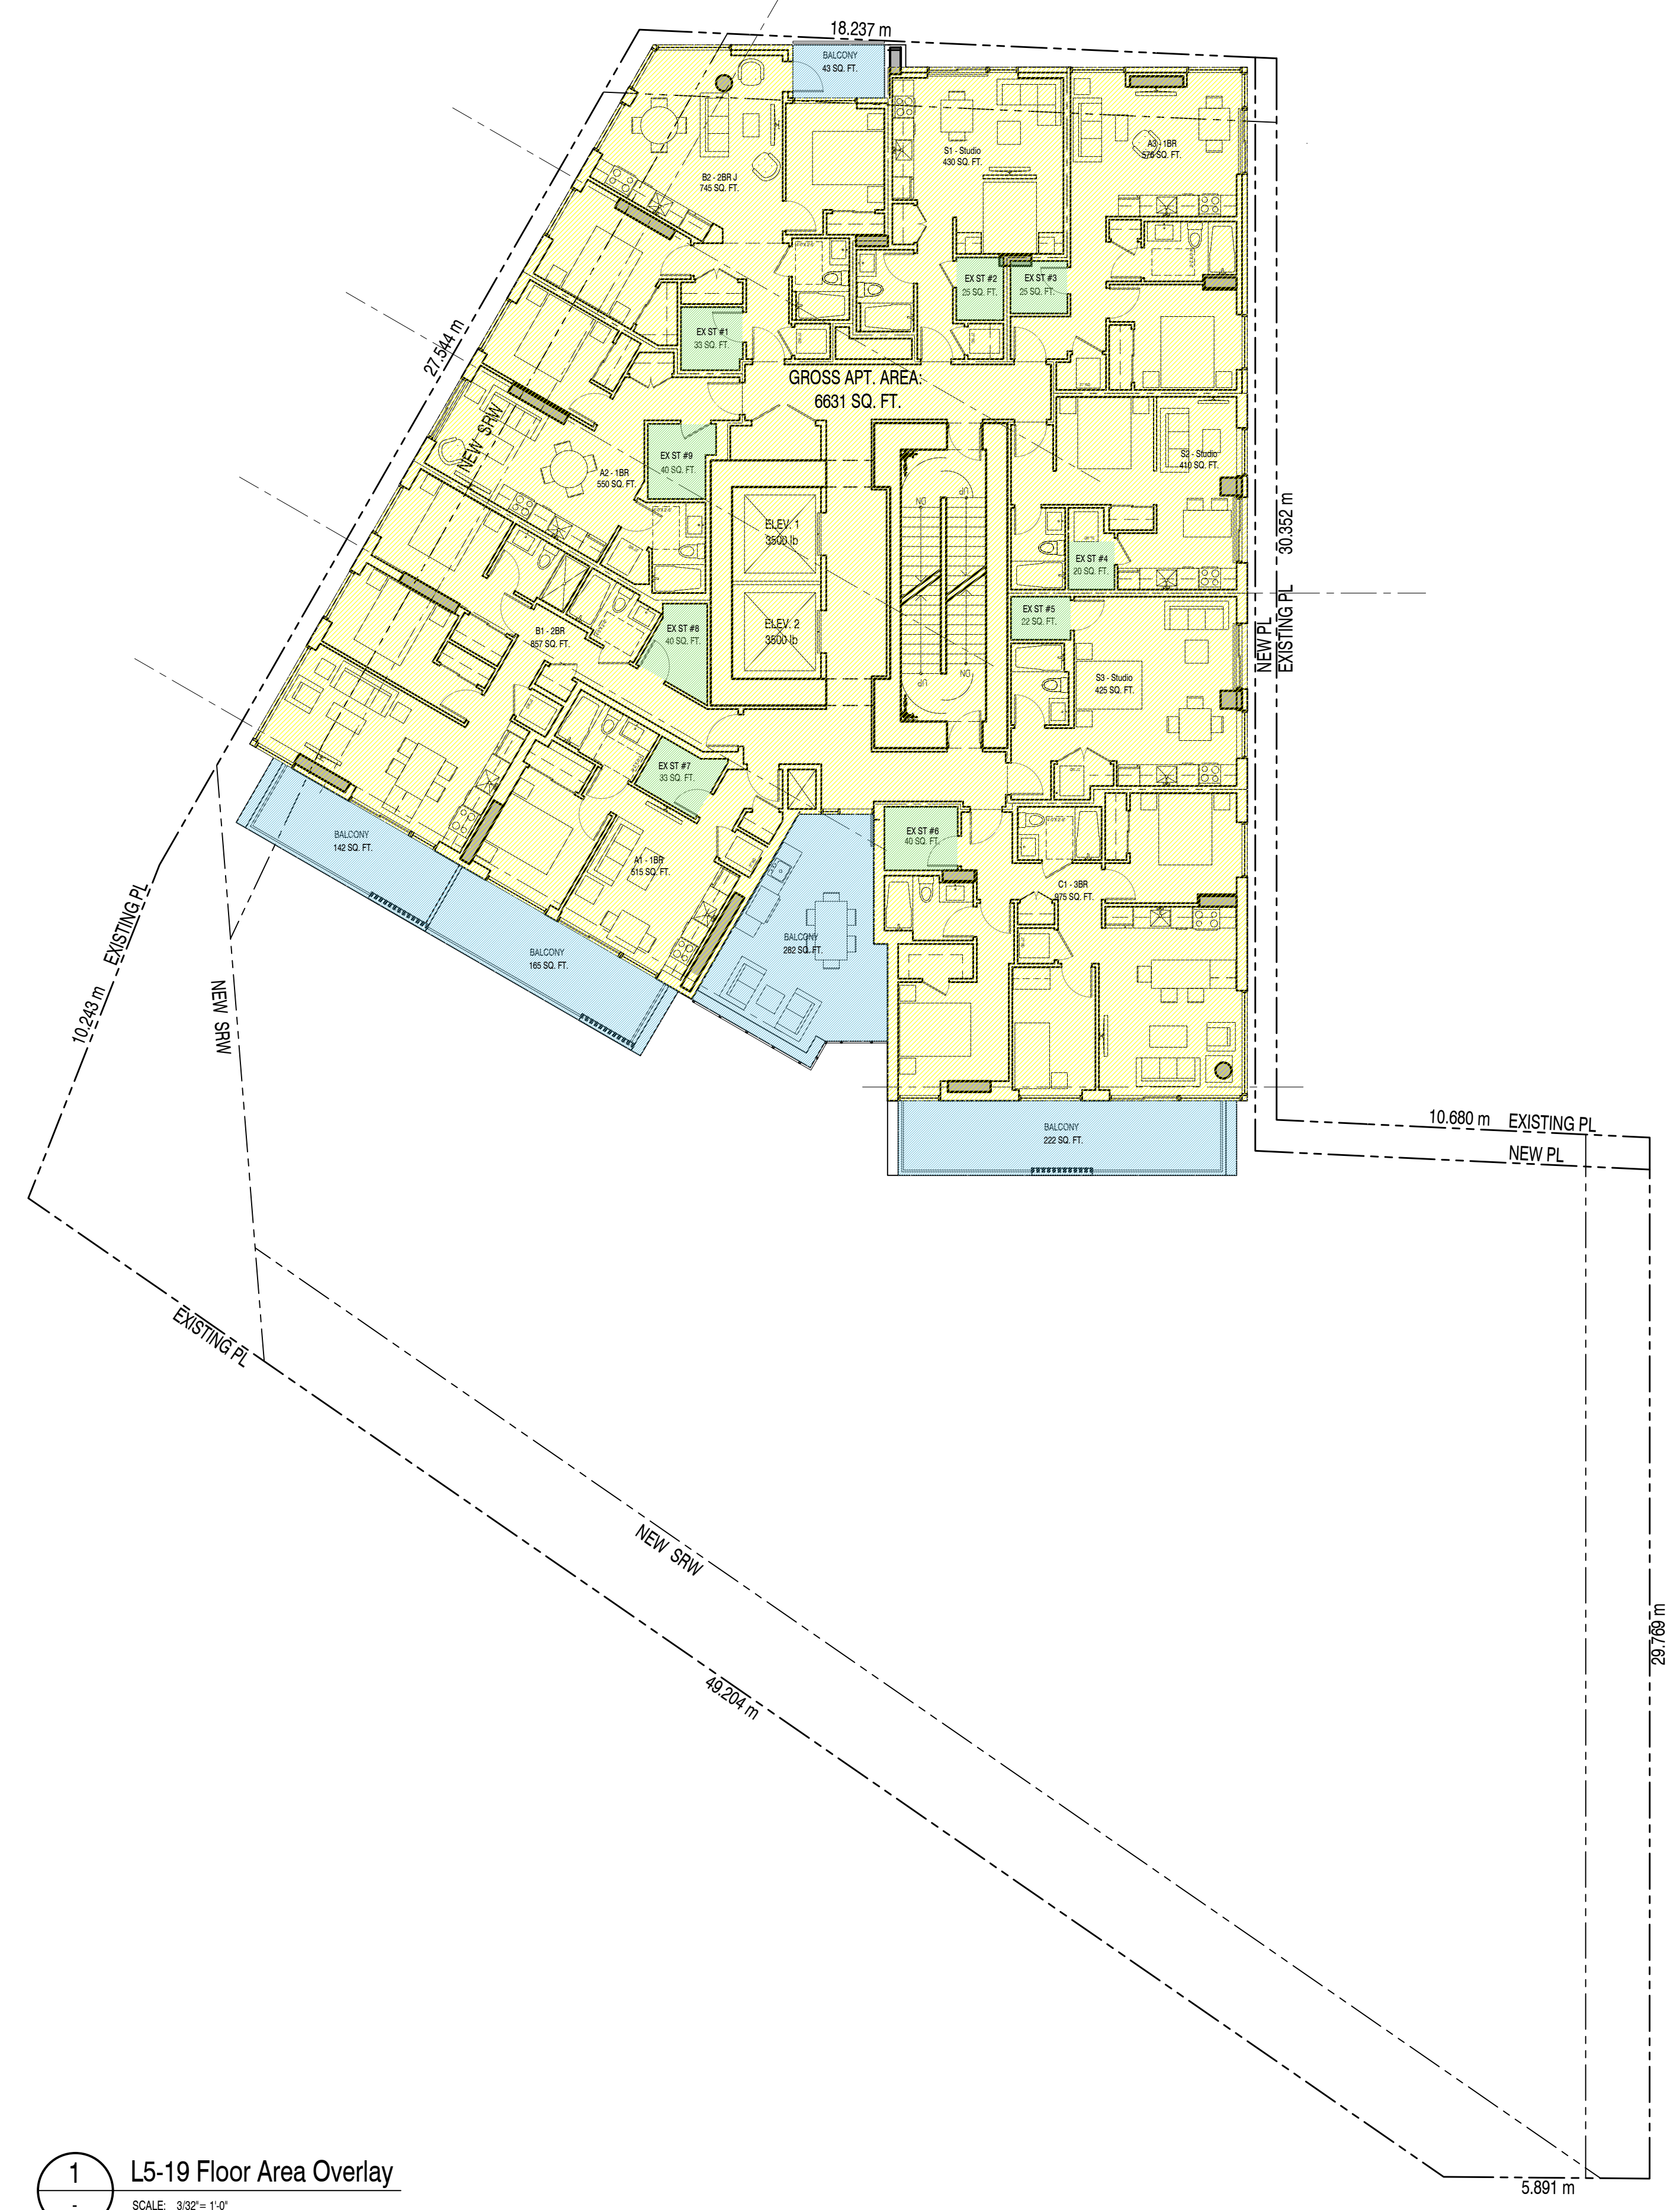 18.237 m
BALCONY
43 SQ. FT.
S1 - Studio
430 SQ. FT.
A3 - 1BR
576 SQ. FT.
B2 - 2BR J
745 SQ. FT.
EX ST #2
25 SQ. FT.
EX ST #3
25 SQ. FT.
EX ST #1
33 SQ. FT.
27.544 m
GROSS APT. AREA:
6631 SQ. FT.
NEW SRW
EX ST #9
40 SQ. FT.
A2 - 1BR
550 SQ. FT.
S2 - Studio
410 SQ. FT.
ELEV. 1
3500 lb
DN
UP
30.352 m
EXISTING PL
NEW PL
EX ST #4
20 SQ. FT.
EX ST #5
22 SQ. FT.
B1 - 2BR
857 SQ. FT.
EX ST #8
40 SQ. FT.
ELEV. 2
3500 lb
UP
DN
S3 - Studio
425 SQ. FT.
EX ST #7
33 SQ. FT.
BALCONY
142 SQ. FT.
EX ST #6
40 SQ. FT.
A1 - 1BR
515 SQ. FT.
C1 - 3BR
975 SQ. FT.
BALCONY
282 SQ. FT.
BALCONY
165 SQ. FT.
10.243 m EXISTING PL
NEW SRW
BALCONY
222 SQ. FT.
10.680 m EXISTING PL
NEW PL
EXISTING PL
NEW SRW
49.204 m
29.769 m
5.891 m
1
-
L5-19 Floor Area Overlay
SCALE: 3/32"= 1'-0"